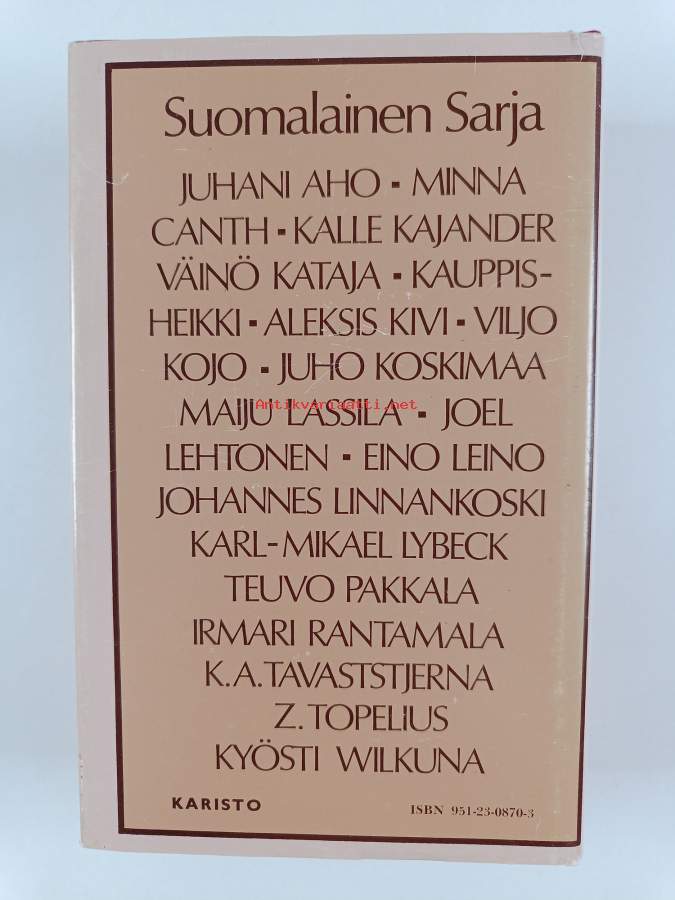 Suomalainen Sarja
JUHANI AHO ▪ MINNA
CANTH ▪ KALLE KAJANDER
VÄINÖ KATAJA ▪ KAUPPIS-
HEIKKI ▪ ALEKSIS KIVI ▪ VILJO
KOJO ▪ JUHO KOSKIMAA
MAIJU LASSILA ▪ JOEL
Antikvariaatti.net
LEHTONEN ▪ EINO LEINO
JOHANNES LINNANKOSKI
KARL-MIKAEL LYBECK
TEUVO PAKKALA
IRMARI RANTAMALA
K.A.TAVASTSTJERNA
Z.TOPELIUS
KYÖSTI WILKUNA
KARISTO
ISBN 951-23-0870-3